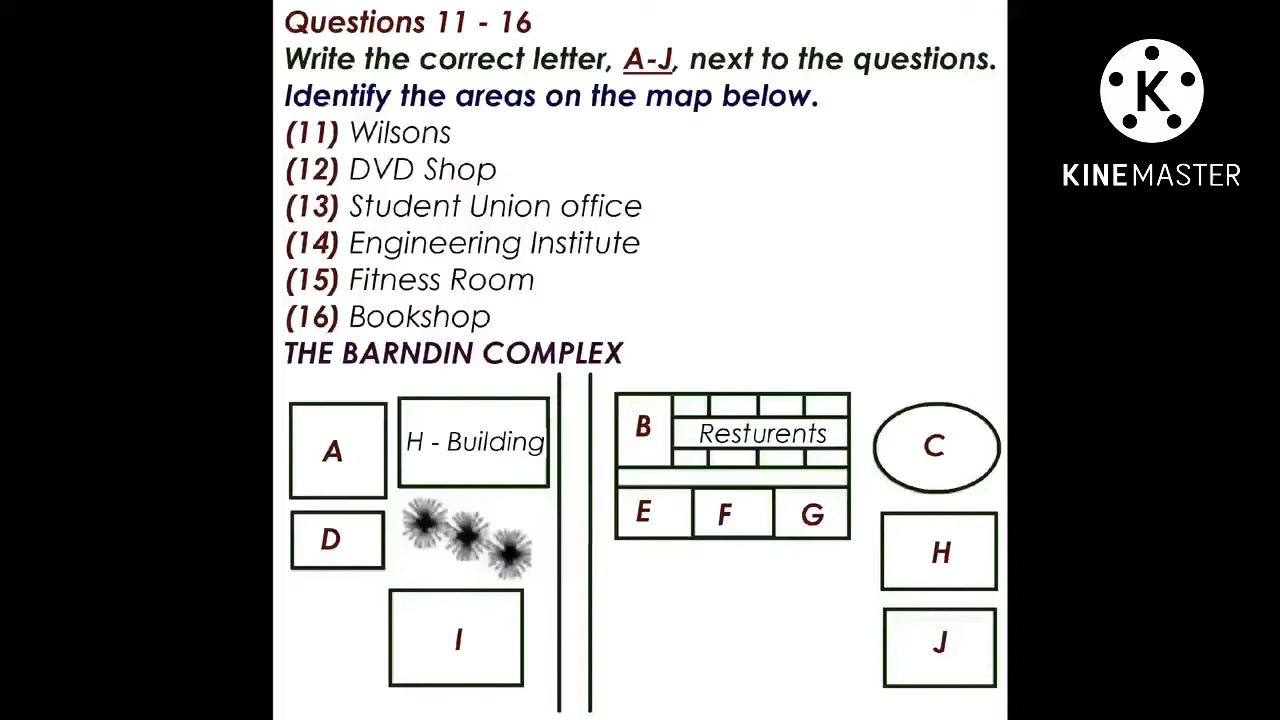 Questions 11 - 16
Write the correct letter, A-J, next to the questions.
Identify the areas on the map below.
(11) Wilsons
(12) DVD Shop
(13) Student Union office
(14) Engineering Institute
(15) Fitness Room
(16) Bookshop
THE BARNDIN COMPLEX
A
H - Building
B
Resturents
C
D
E F G
H
I
J
K
KINEMASTER